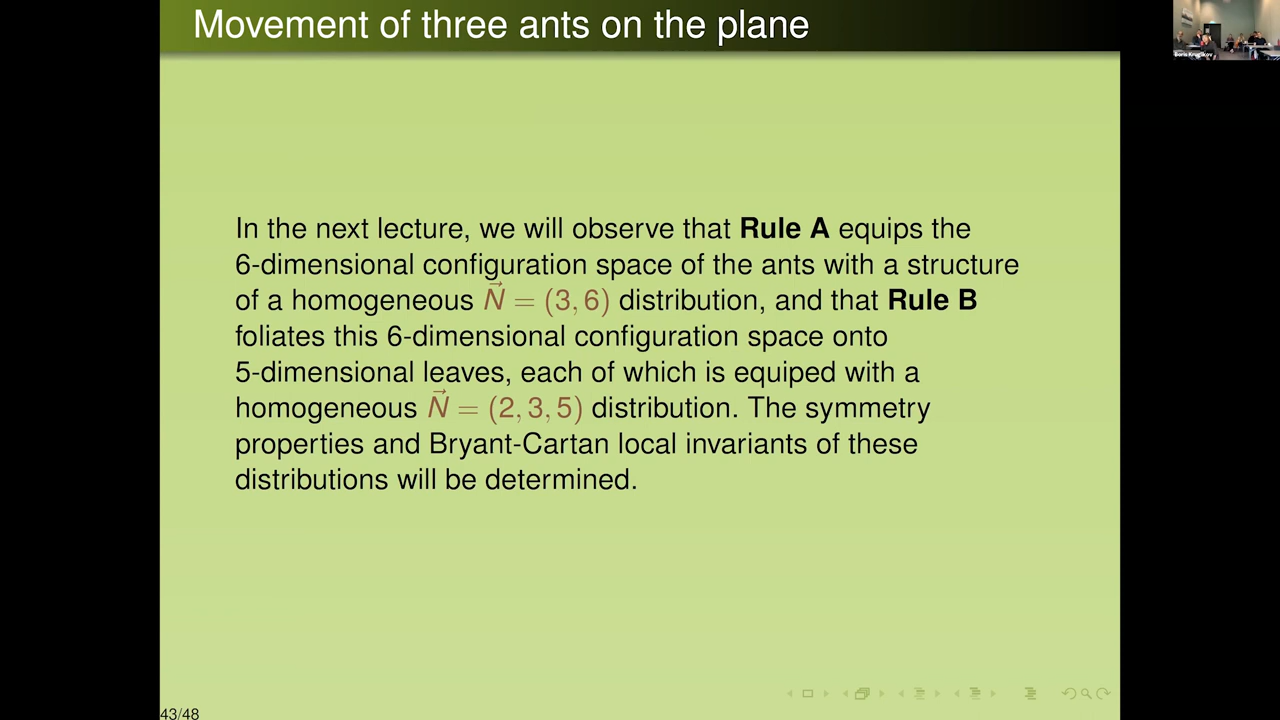 Movement of three ants on the plane
In the next lecture, we will observe that Rule A equips the
6-dimensional configuration space of the ants with a structure
of a homogeneous N⃗ = (3, 6) distribution, and that Rule B
foliates this 6-dimensional configuration space onto
5-dimensional leaves, each of which is equiped with a
homogeneous N⃗ = (2, 3, 5) distribution. The symmetry
properties and Bryant-Cartan local invariants of these
distributions will be determined.
43/48